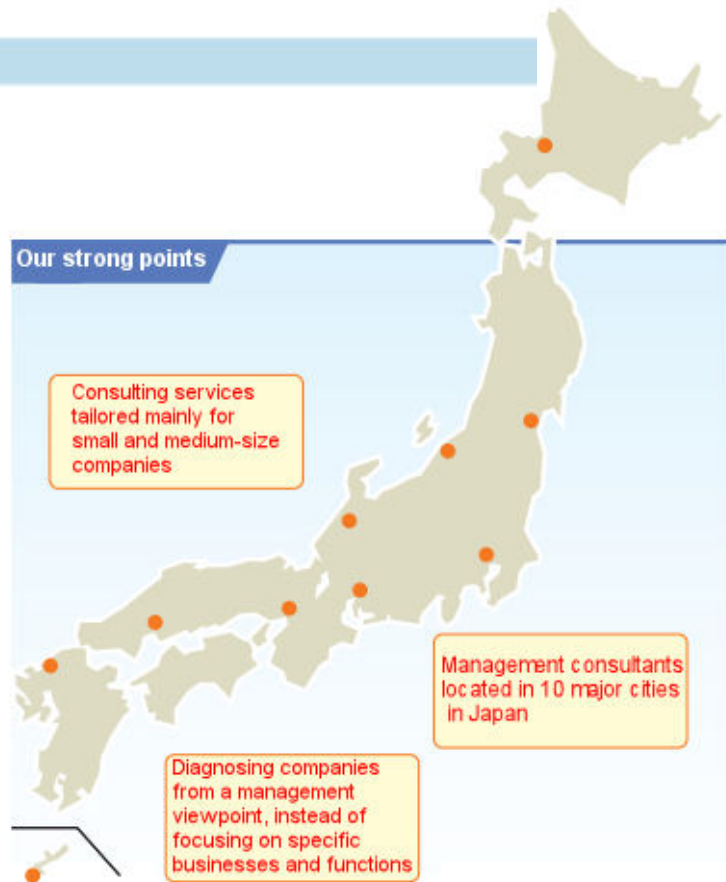 Our strong points
Consulting services
tailored mainly for
small and medium-size
companies
Management consultants
located in 10 major cities
in Japan
Diagnosing companies
from a management
viewpoint, instead of
focusing on specific
businesses and functions